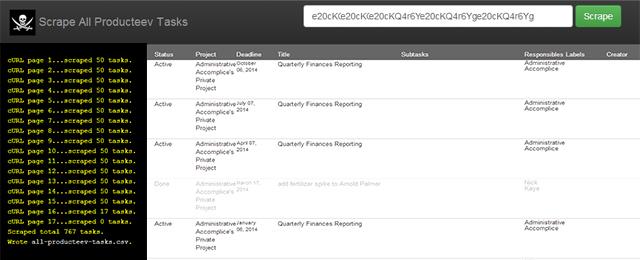 Scrape All Producteev Tasks
e20cK(e20cK(e20cKQ4r6Ye20cKQ4r6Yge20cKQ4r6Yg
Scrape
cURL page 1...scraped 50 tasks.
cURL page 2...scraped 50 tasks.
cURL page 3...scraped 50 tasks.
cURL page 4...scraped 50 tasks.
cURL page 5...scraped 50 tasks.
cURL page 6...scraped 50 tasks.
cURL page 7...scraped 50 tasks.
cURL page 8...scraped 50 tasks.
cURL page 9...scraped 50 tasks.
cURL page 10...scraped 50 tasks.
cURL page 11...scraped 50 tasks.
cURL page 12...scraped 50 tasks.
cURL page 13...scraped 50 tasks.
cURL page 14...scraped 50 tasks.
cURL page 15...scraped 50 tasks.
cURL page 16...scraped 17 tasks.
cURL page 17...scraped 0 tasks.
Scraped total 767 tasks.
Wrote all-producteev-tasks.csv.
Status Project Deadline Title Subtasks Responsibles Labels Creator
Active Administrative October Quarterly Finances Reporting Administrative
Accomplice's 06, 2014 Accomplice
Private
Project
Active Administrative July 07, Quarterly Finances Reporting Administrative
Accomplice's 2014 Accomplice
Private
Project
Active Administrative April 07, Quarterly Finances Reporting Administrative
Accomplice's 2014 Accomplice
Private
Project
Done March 17, add fertilizer spike to Arnold Palmer Nick
2014 Kaye
Active Administrative January Quarterly Finances Reporting Administrative
Accomplice's 06, 2014 Accomplice
Private
Project